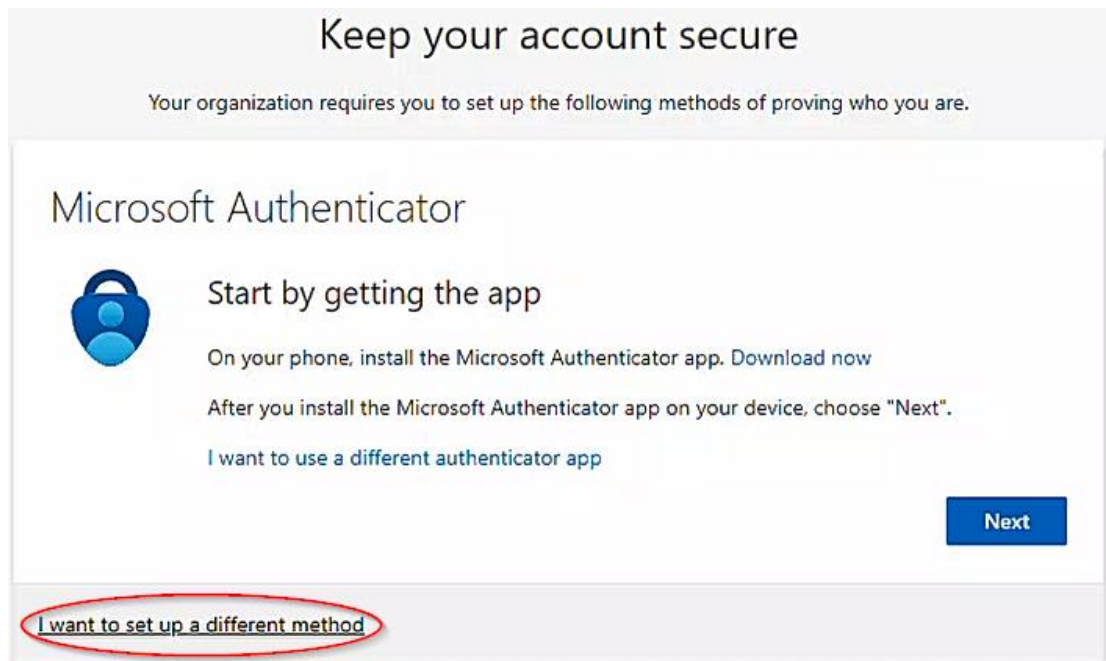 Keep your account secure
Your organization requires you to set up the following methods of proving who you are.
Microsoft Authenticator
Start by getting the app
On your phone, install the Microsoft Authenticator app. Download now
After you install the Microsoft Authenticator app on your device, choose "Next".
I want to use a different authenticator app
Next
I want to set up a different method